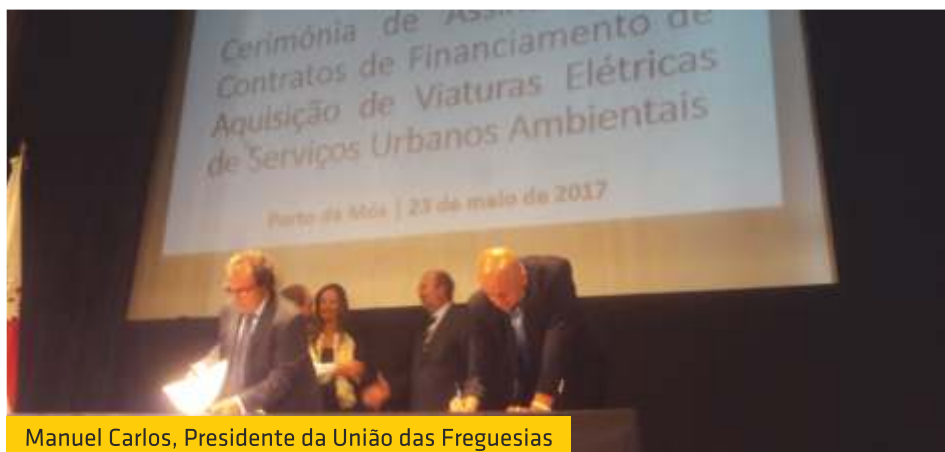 Cerimónia de
Contratos de Financiamento de
Aquisição de Viaturas Elétricas
de Serviços Urbanos Ambientais
Porto de Mós | 23 de maio de 2017
Manuel Carlos, Presidente da União das Freguesias